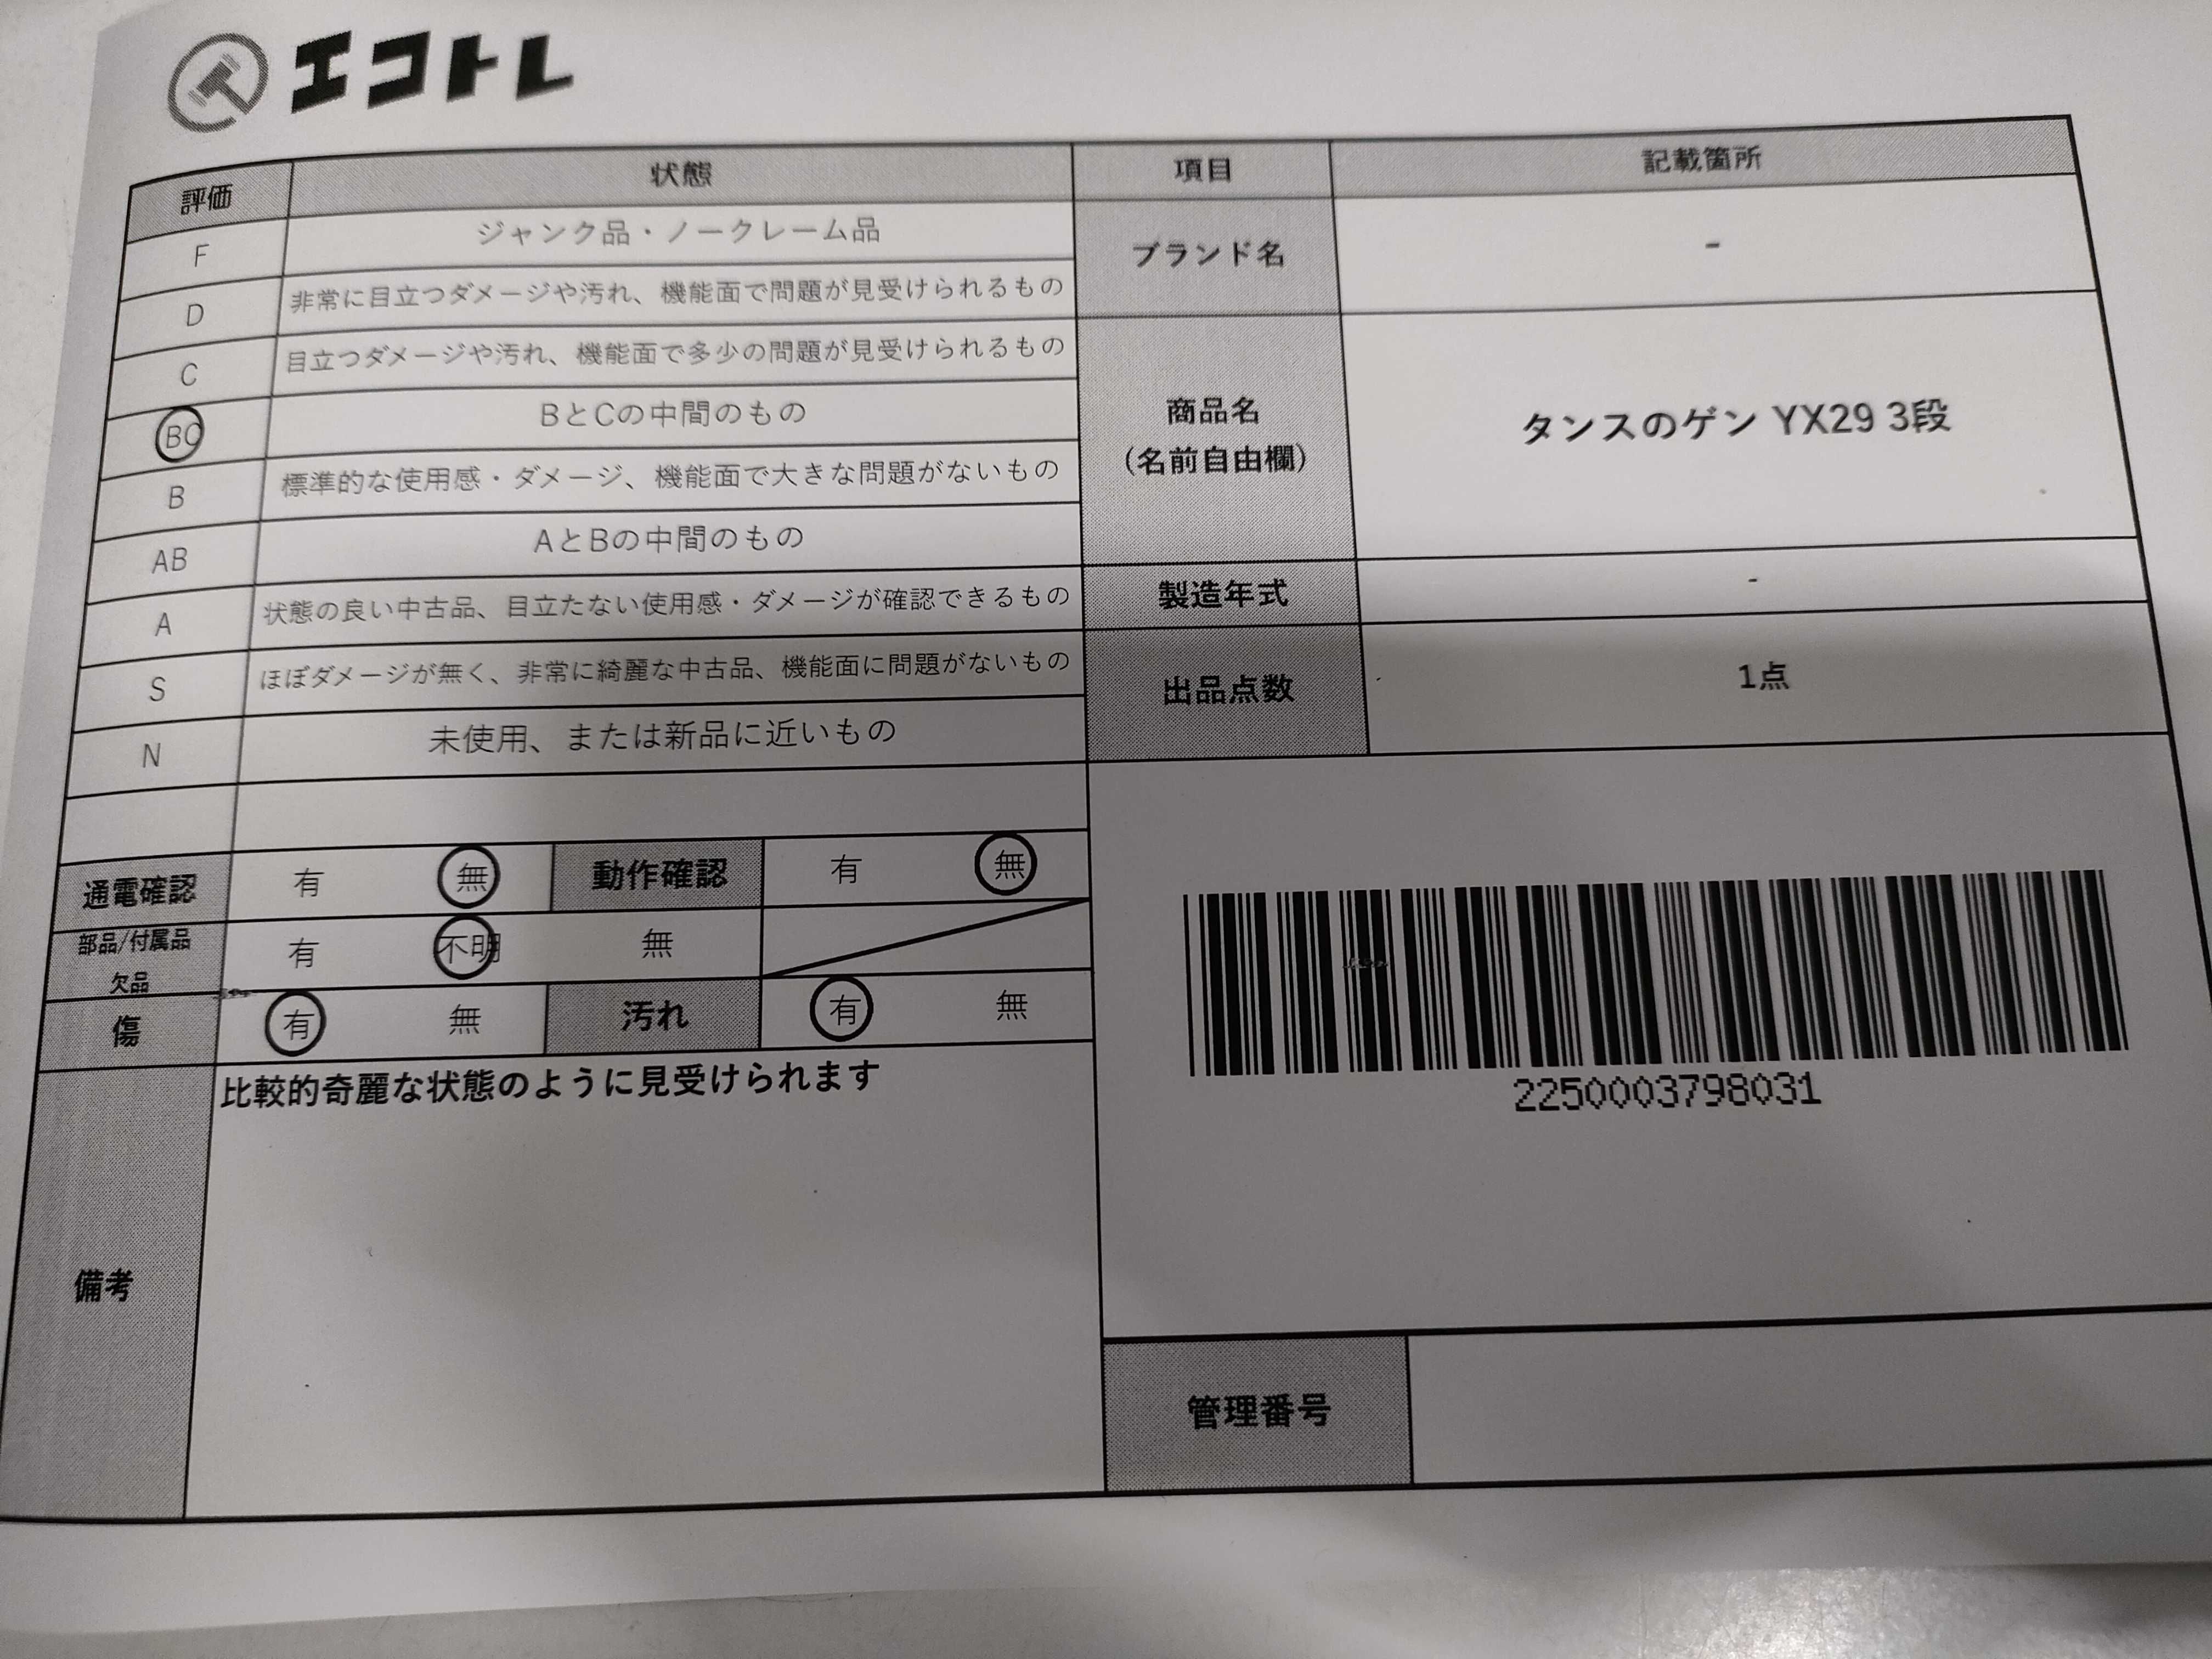 エコトレ
評価 状態
F ジャンク品・ノークレーム品
D 非常に目立つダメージや汚れ、機能面で問題が見受けられるもの
C 目立つダメージや汚れ、機能面で多少の問題が見受けられるもの
BC BとCの中間のもの
B 標準的な使用感・ダメージ、機能面で大きな問題がないもの
AB AとBの中間のもの
A 状態の良い中古品、目立たない使用感・ダメージが確認できるもの
S ほぼダメージが無く、非常に綺麗な中古品、機能面に問題がないもの
N 未使用、または新品に近いもの
通電確認 有 無 動作確認 有 無
部品/付属品
欠品 有 不明 無
傷 有 無 汚れ 有 無
備考 比較的奇麗な状態のように見受けられます
項目 記載箇所
ブランド名 -
商品名
(名前自由欄) タンスのゲン YX29 3段
製造年式 -
出品点数 1点
2250003798031
管理番号